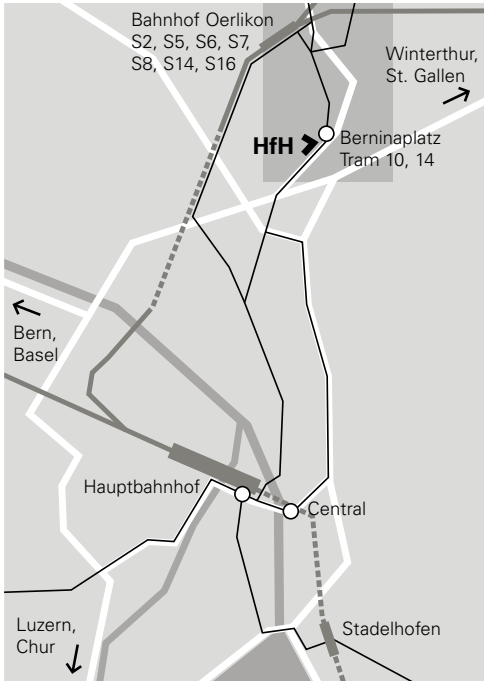 Bahnhof Oerlikon
S2, S5, S6, S7,
S8, S14, S16
Winterthur,
St. Gallen
HfH
Berninaplatz
Tram 10, 14
Bern,
Basel
Hauptbahnhof
Central
Luzern,
Chur
Stadelhofen